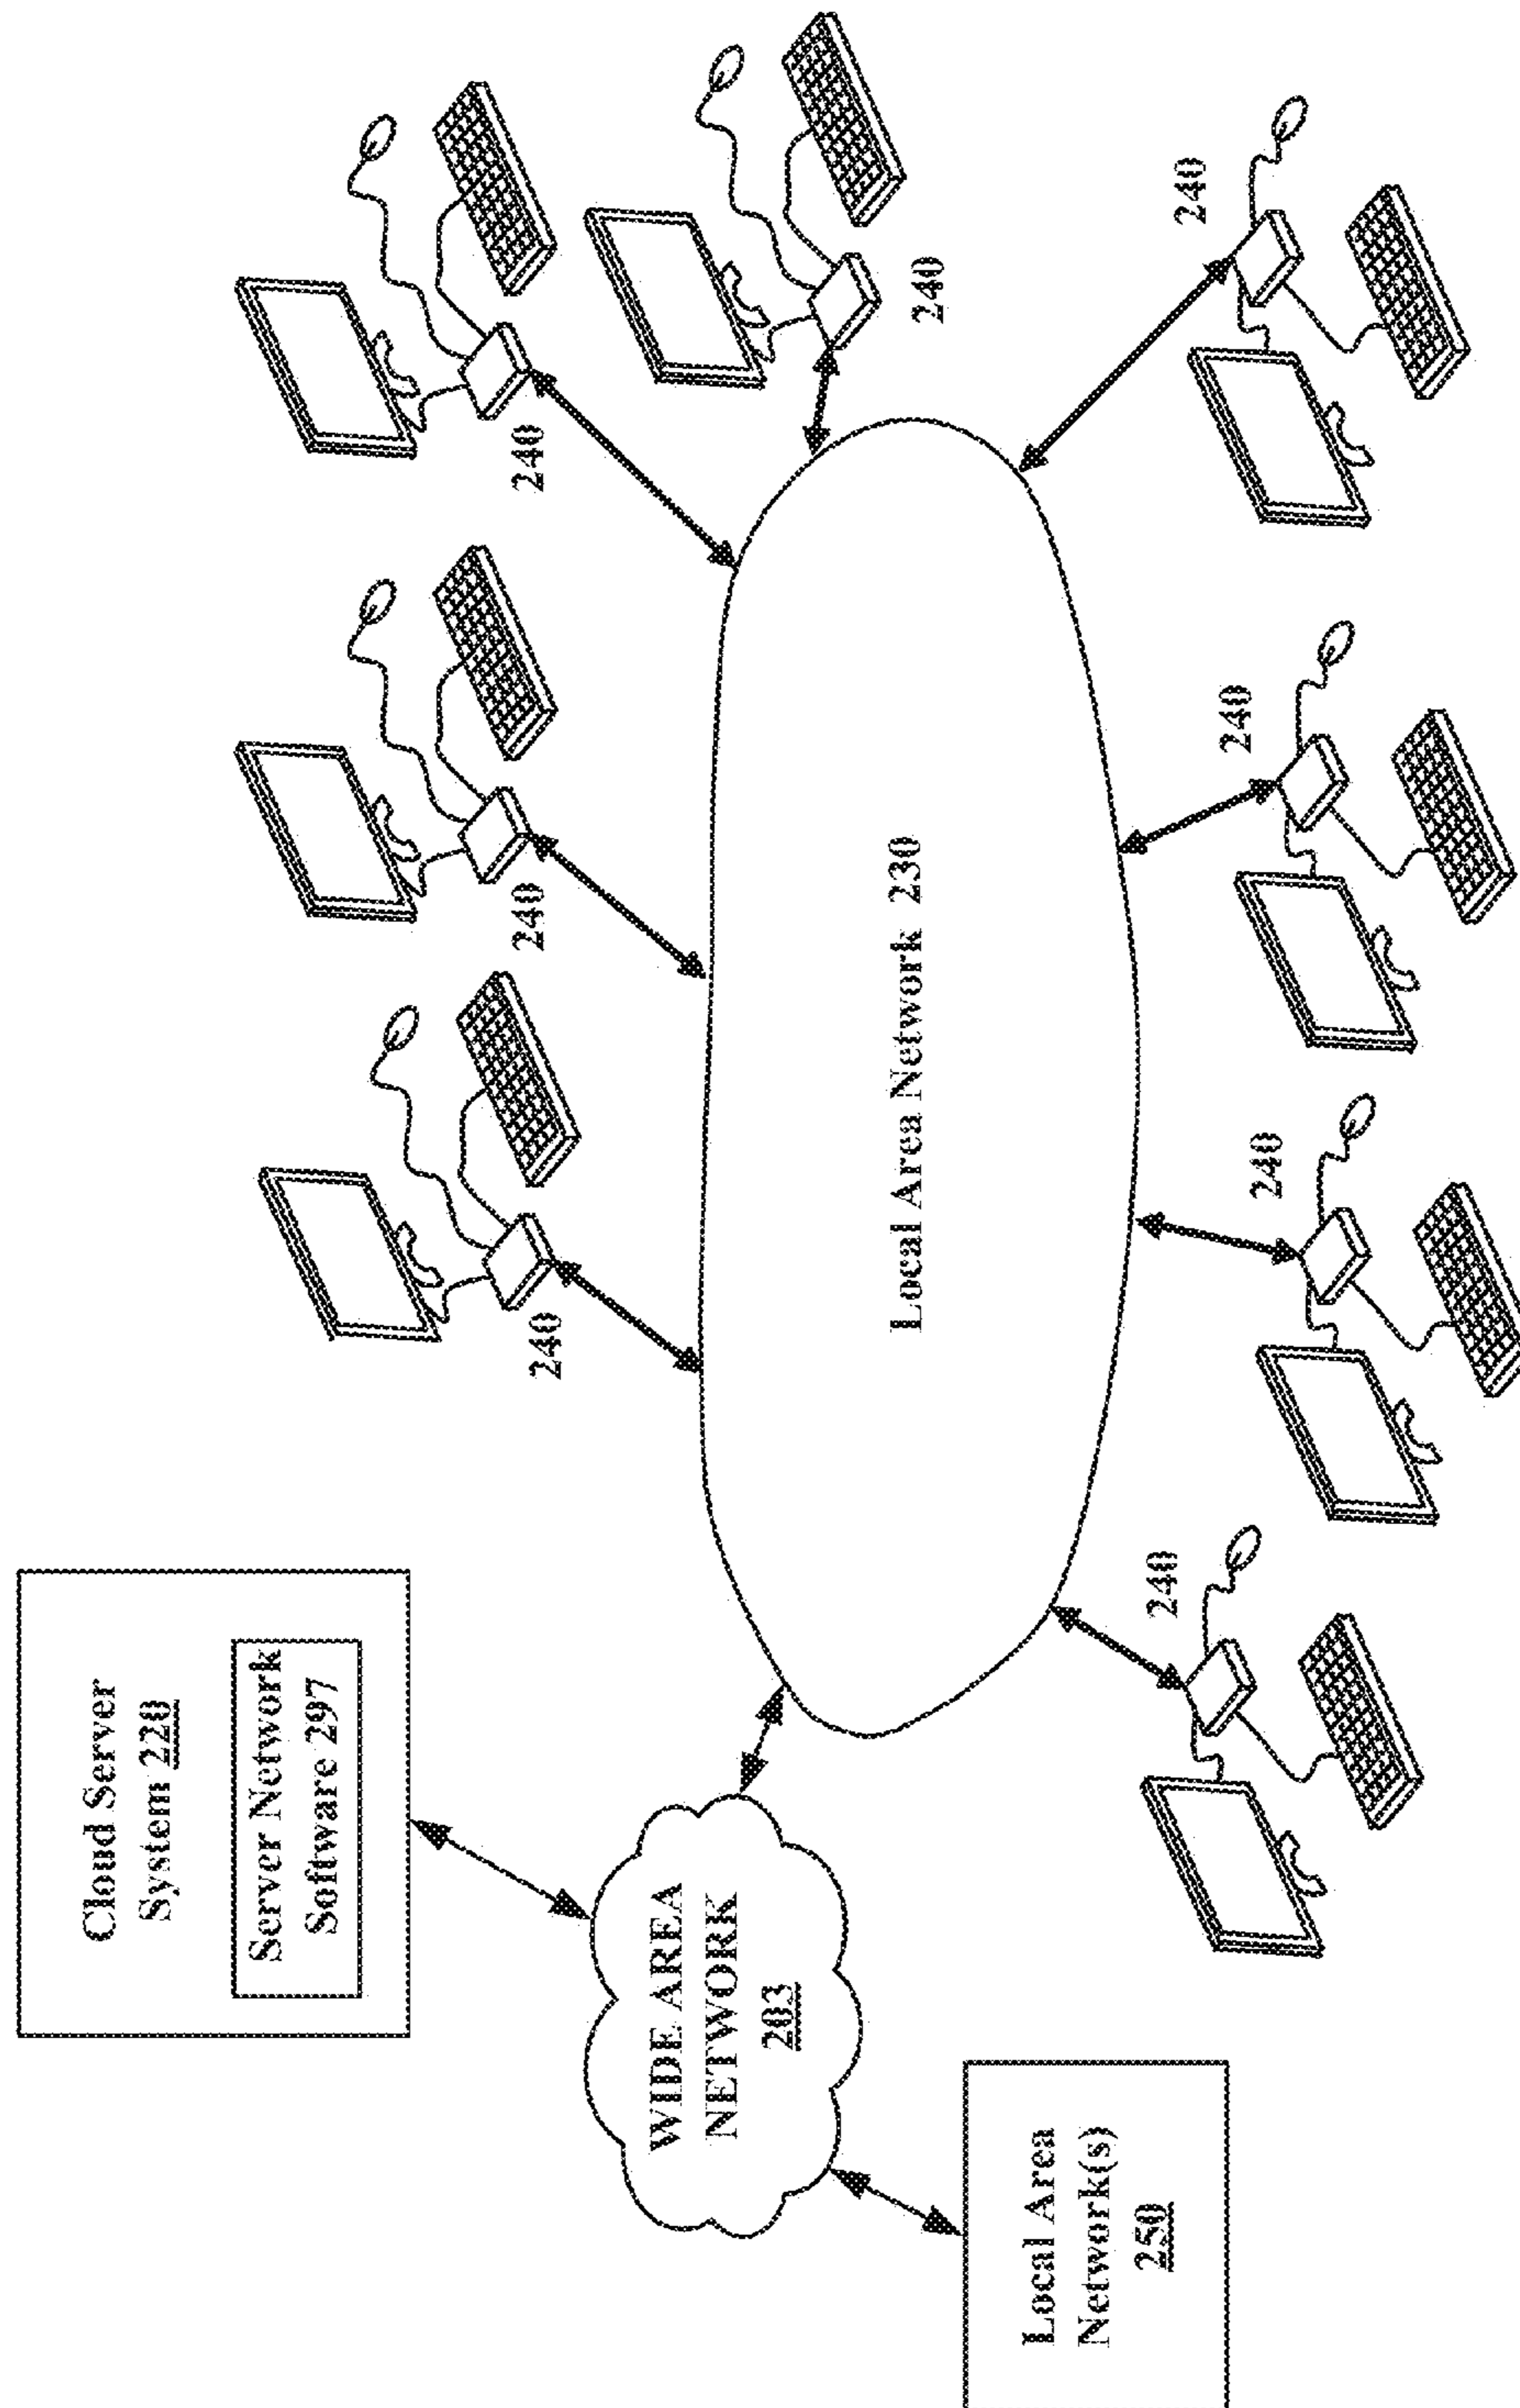 Cloud Server
System 220
Server Network
Software 297
WIDE AREA
NETWORK
203
Local Area
Network(s)
250
Local Area Network 230
240
240
240
240
240
240
240
240